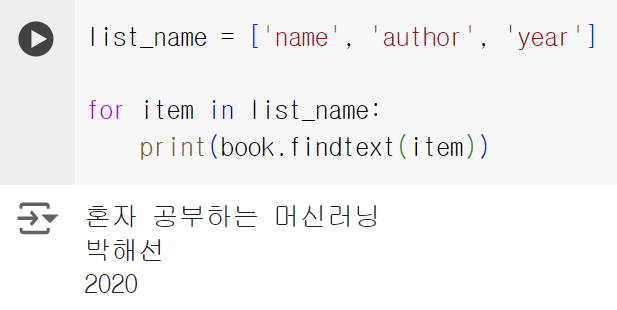 list_name = ['name', 'author', 'year']
for item in list_name:
    print(book.findtext(item))
혼자 공부하는 머신러닝
박해선
2020